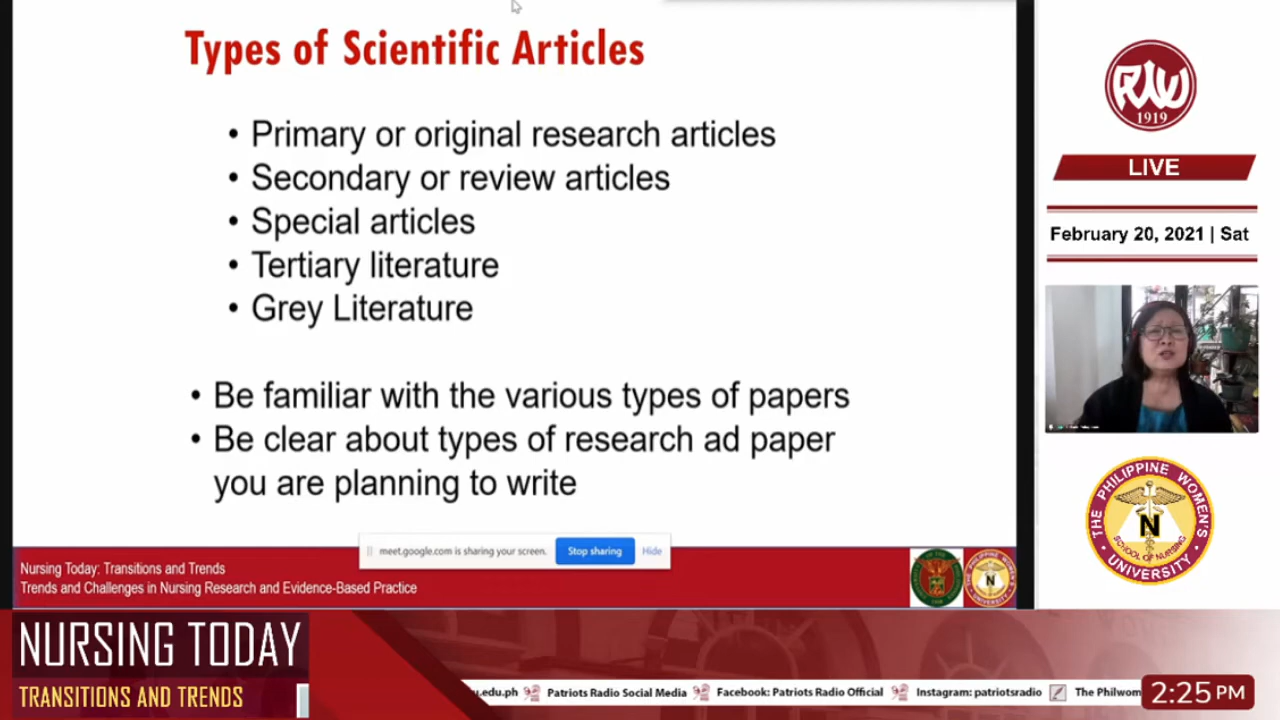 Types of Scientific Articles
• Primary or original research articles
• Secondary or review articles
• Special articles
• Tertiary literature
• Grey Literature
• Be familiar with the various types of papers
• Be clear about types of research ad paper
you are planning to write
meet.google.com is sharing your screen. Stop sharing Hide
Nursing Today: Transitions and Trends
Trends and Challenges in Nursing Research and Evidence-Based Practice
1919
LIVE
February 20, 2021 | Sat
THE PHILIPPINE WOMEN'S
N
SCHOOL OF NURSING
UNIVERSITY
NURSING TODAY
TRANSITIONS AND TRENDS
u.edu.ph Patriots Radio Social Media Facebook: Patriots Radio Official Instagram: patriotsradio The Philwom
2:25 PM